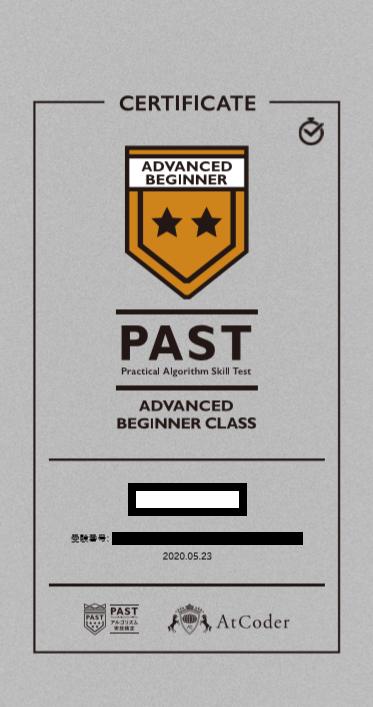 CERTIFICATE
ADVANCED
BEGINNER
PAST
Practical Algorithm Skill Test
ADVANCED
BEGINNER CLASS
受験番号:
2020.05.23
PAST
PAST
アルゴリズム
実技検定
AtCoder